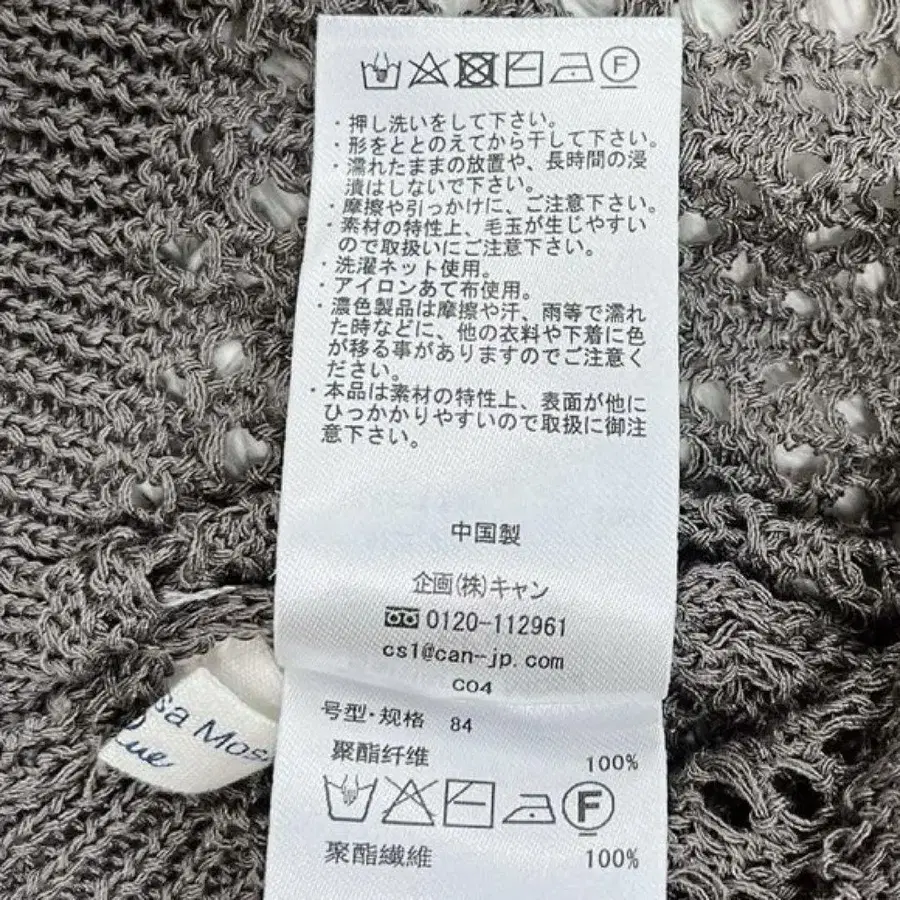 F
・押し洗いをして下さい。
・形をととのえてから干して下さい。
・濡れたままの放置や、長時間の浸
漬はしないで下さい。
・摩擦や引っかけに、ご注意下さい。
・素材の特性上、毛玉が生じやすい
ので取扱いにご注意下さい。
・洗濯ネット使用。
・アイロンあて布使用。
・濃色製品は摩擦や汗、雨等で濡れ
た時などに、他の衣料や下着に色
が移る事がありますのでご注意く
ださい。
・本品は素材の特性上、表面が他に
ひっかかりやすいので取扱に御注
意下さい。
中国製
企画(株)キャン
0120-112961
cs1@can-jp.com
C04
号型・规格 84
聚酯纤维 100%
F
聚酯纖維 100%
sa Mos
Rue